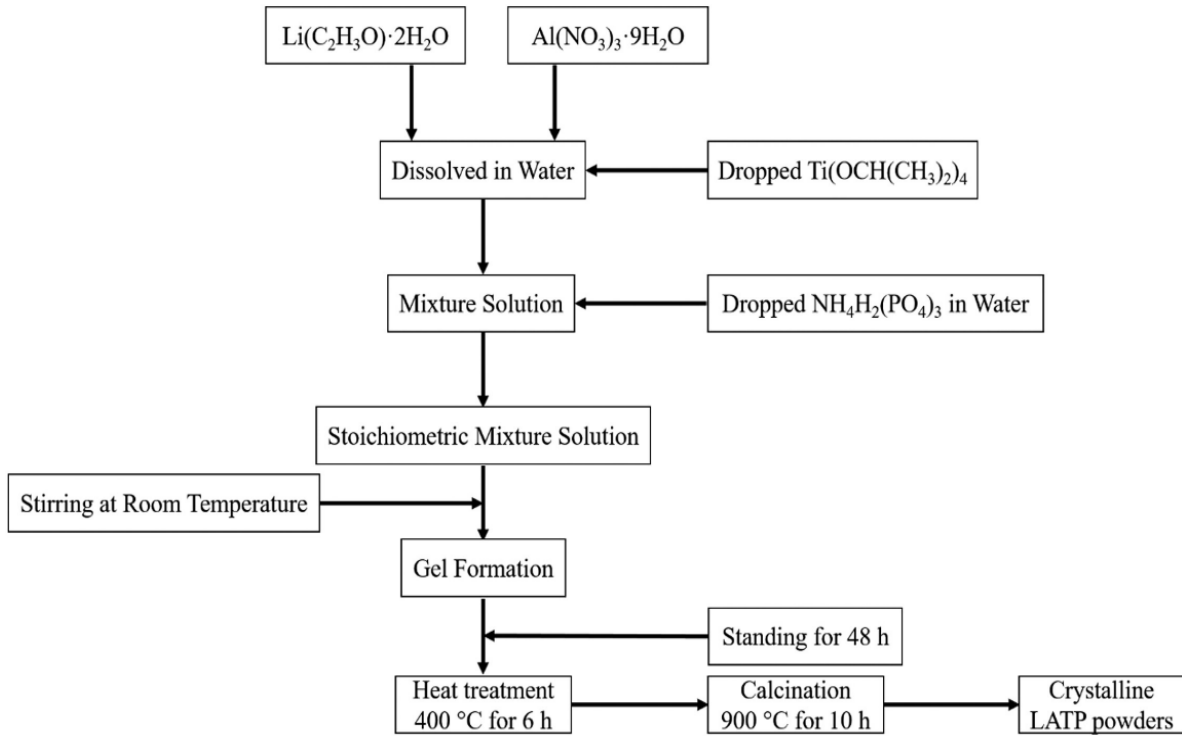 Li(C₂H₃O)·2H₂O
Al(NO₃)₃·9H₂O
Dissolved in Water
Dropped Ti(OCH(CH₃)₂)₄
Mixture Solution
Dropped NH₄H₂(PO₄)₃ in Water
Stoichiometric Mixture Solution
Stirring at Room Temperature
Gel Formation
Standing for 48 h
Heat treatment
400 °C for 6 h
Calcination
900 °C for 10 h
Crystalline
LATP powders